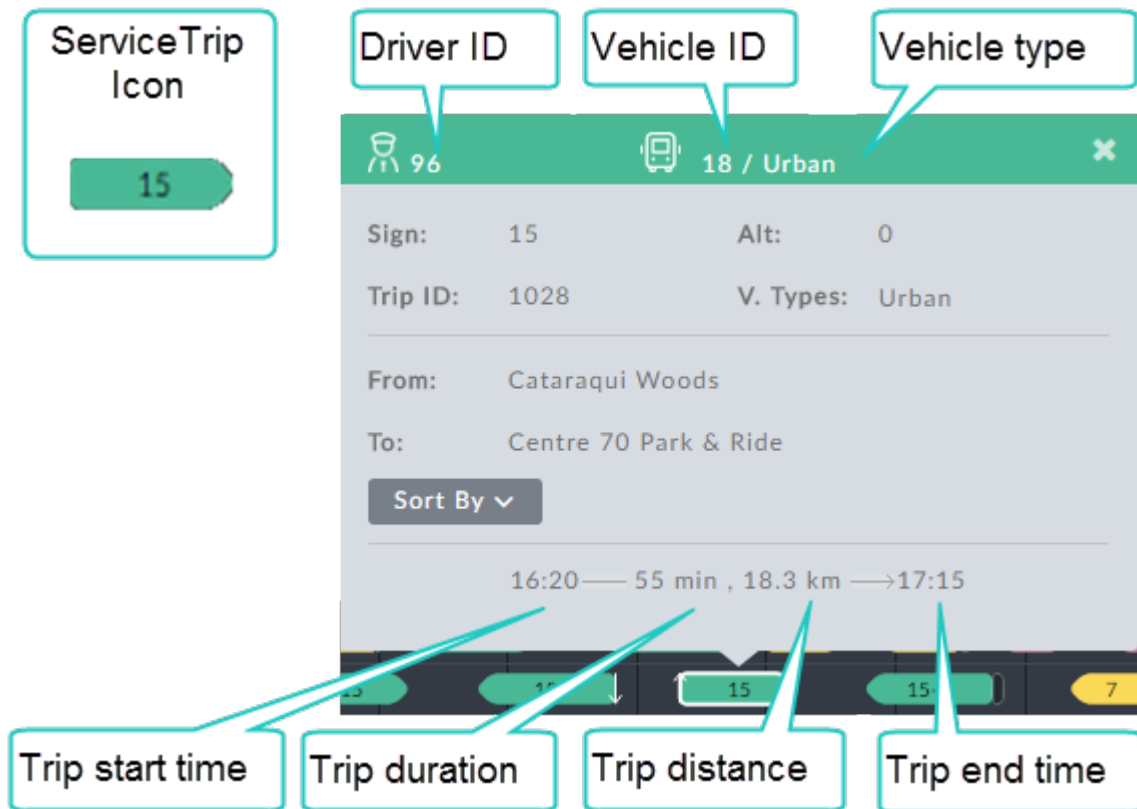 ServiceTrip
Icon
15
Driver ID
Vehicle ID
Vehicle type
96
18 / Urban
Sign: 15 Alt: 0
Trip ID: 1028 V. Types: Urban
From: Cataraqui Woods
To: Centre 70 Park & Ride
Sort By
16:20 55 min , 18.3 km 17:15
15 15 15 15 7
Trip start time
Trip duration
Trip distance
Trip end time